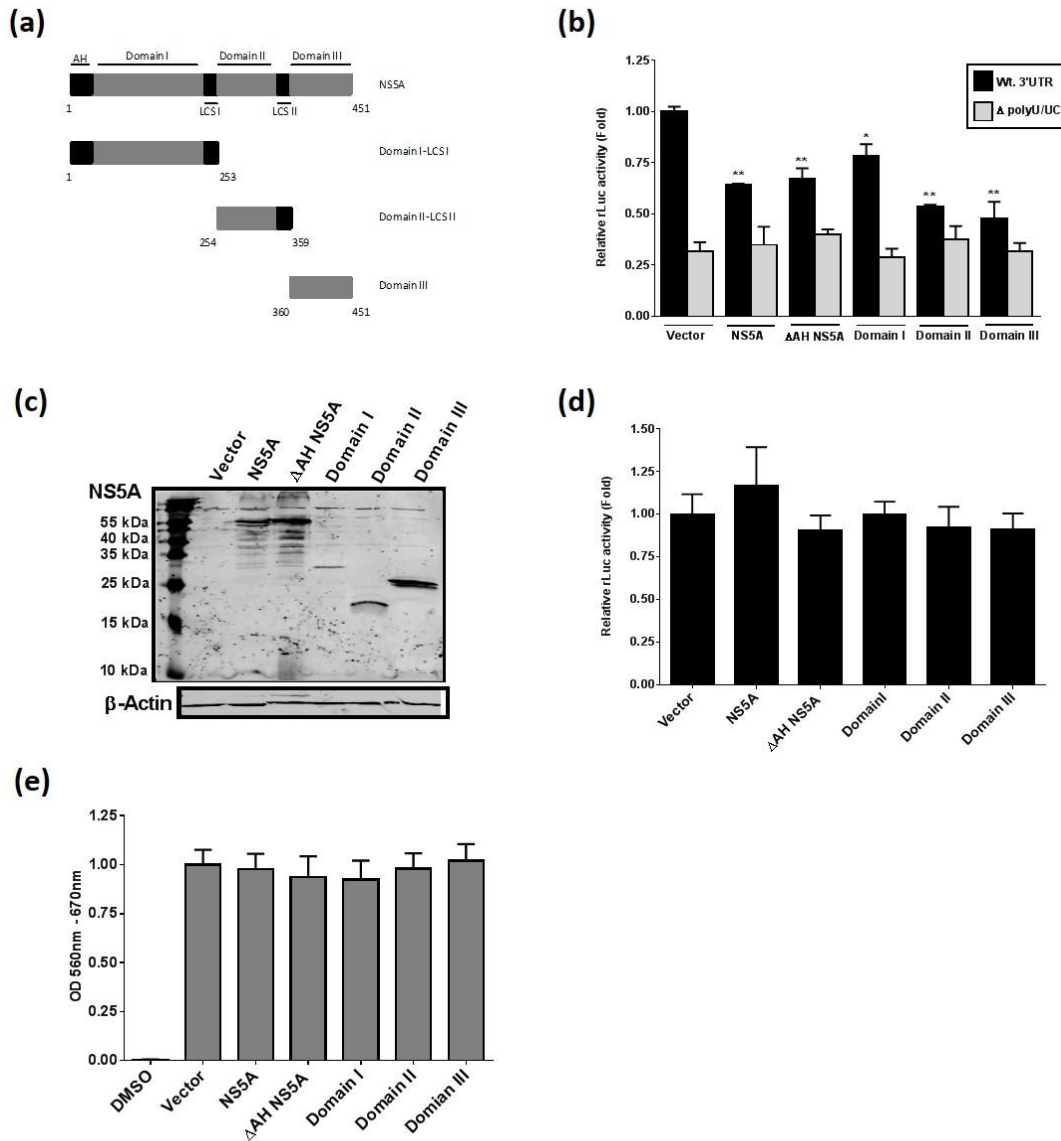 (a)
AH Domain I Domain II Domain III
NS5A
1 LCS I LCS II 451
Domain I-LCS I
1 253
Domain II-LCS II
254 359
Domain III
360 451
(b)
Relative rLuc activity (Fold)
1.00
0.75
0.50
0.25
0.00
Wt. 3'UTR
Δ polyU/UC
** ** * ** **
Vector NS5A ΔAH NS5A Domain I Domain II Domain III
(c)
Vector NS5A ΔAH NS5A Domain I Domain II Domain III
NS5A
55 kDa
40 kDa
35 kDa
25 kDa
15 kDa
10 kDa
β-Actin
(d)
Relative rLuc activity (Fold)
1.50
1.25
1.00
0.75
0.50
0.25
0.00
Vector NS5A ΔAH NS5A DomainI Domain II Domain III
(e)
OD 560nm - 670nm
1.25
1.00
0.75
0.50
0.25
0.00
DMSO Vector NS5A ΔAH NS5A Domain I Domain II Domian III